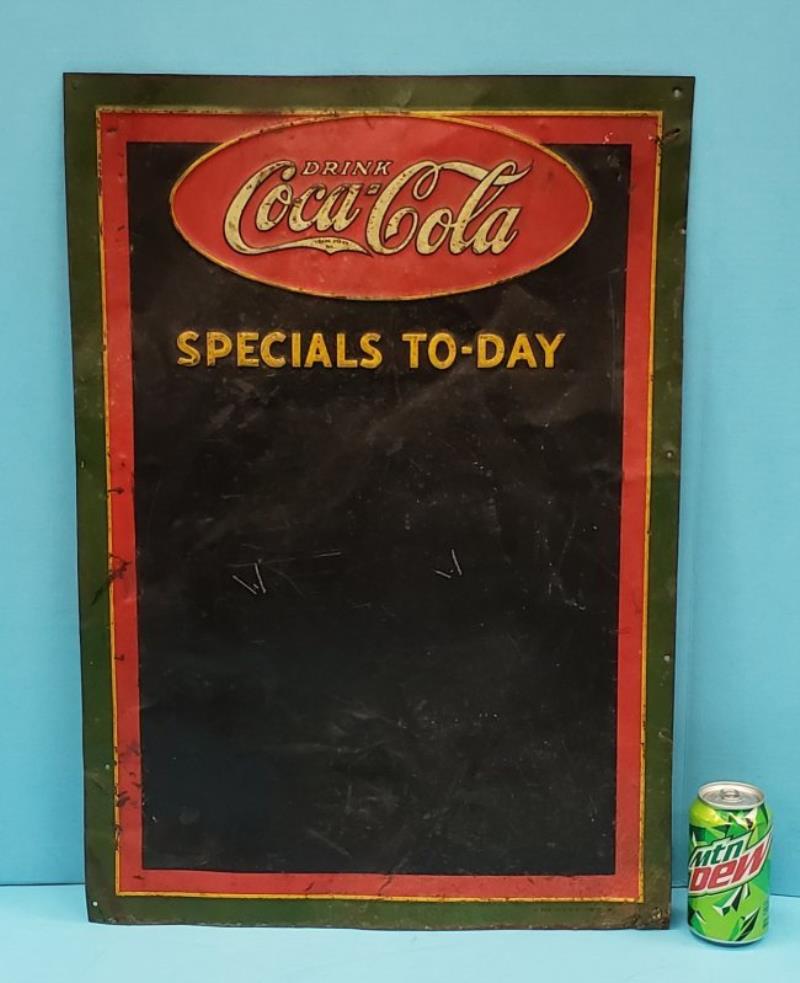 DRINK
Coca-Cola
SPECIALS TO-DAY
mtn
DEW